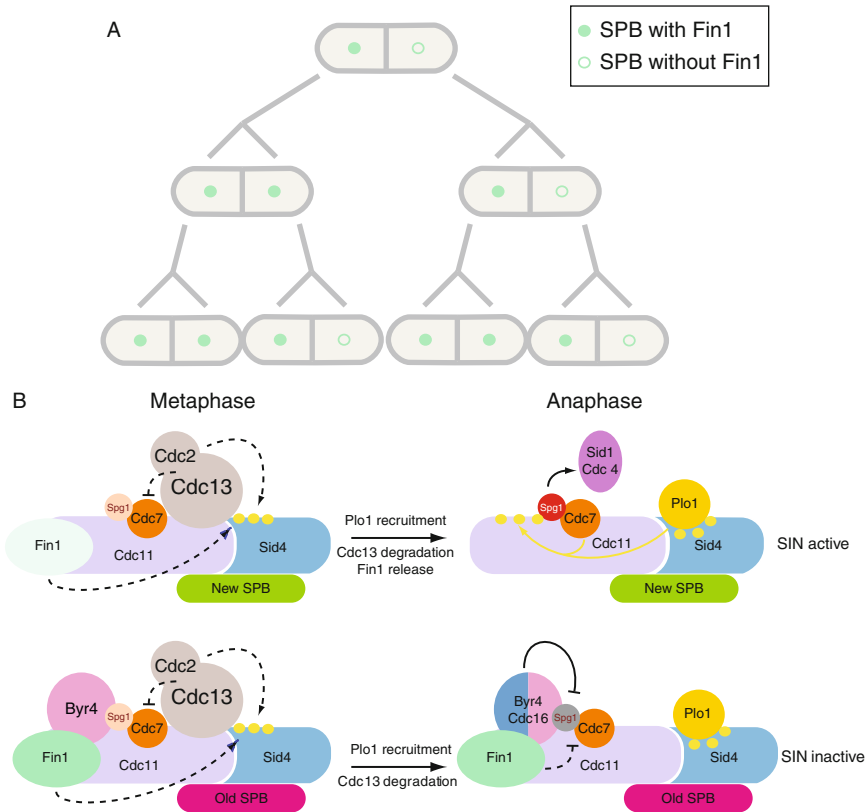 A
SPB with Fin1
SPB without Fin1
B
Metaphase
Anaphase
Cdc2
Cdc13
Spg1
Cdc7
Fin1
Cdc11
Sid4
New SPB
Plo1 recruitment
Cdc13 degradation
Fin1 release
Sid1
Cdc 4
Spg1
Cdc7
Plo1
Cdc11
Sid4
New SPB
SIN active
Cdc2
Cdc13
Byr4
Spg1
Cdc7
Fin1
Cdc11
Sid4
Old SPB
Plo1 recruitment
Cdc13 degradation
Byr4
Cdc16
Spg1
Cdc7
Plo1
Fin1
Cdc11
Sid4
Old SPB
SIN inactive